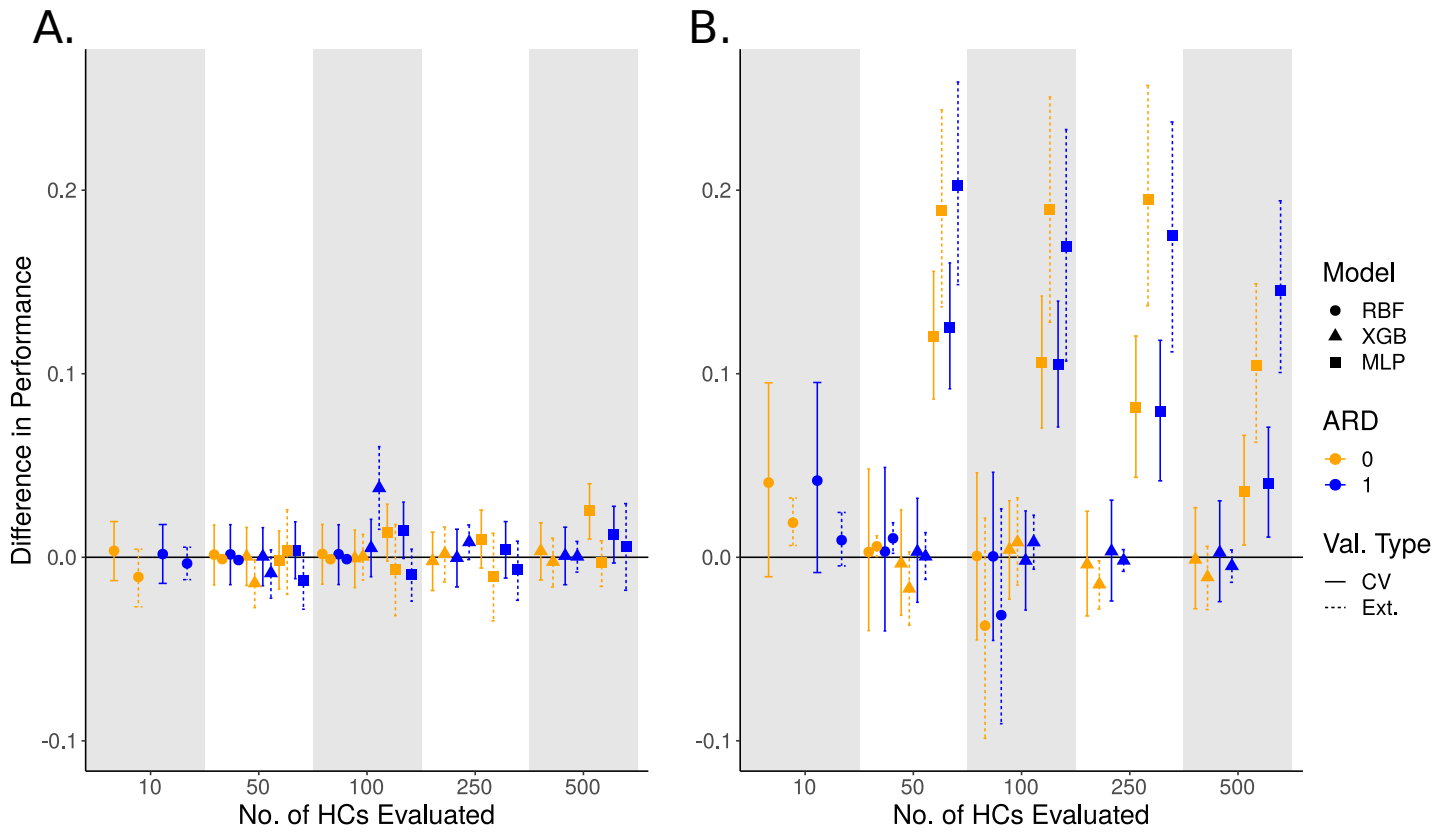 A.
B.
Difference in Performance
0.2
0.1
0.0
-0.1
10
50
100
250
500
No. of HCs Evaluated
0.2
0.1
0.0
-0.1
10
50
100
250
500
No. of HCs Evaluated
Model
RBF
XGB
MLP
ARD
0
1
Val. Type
CV
Ext.